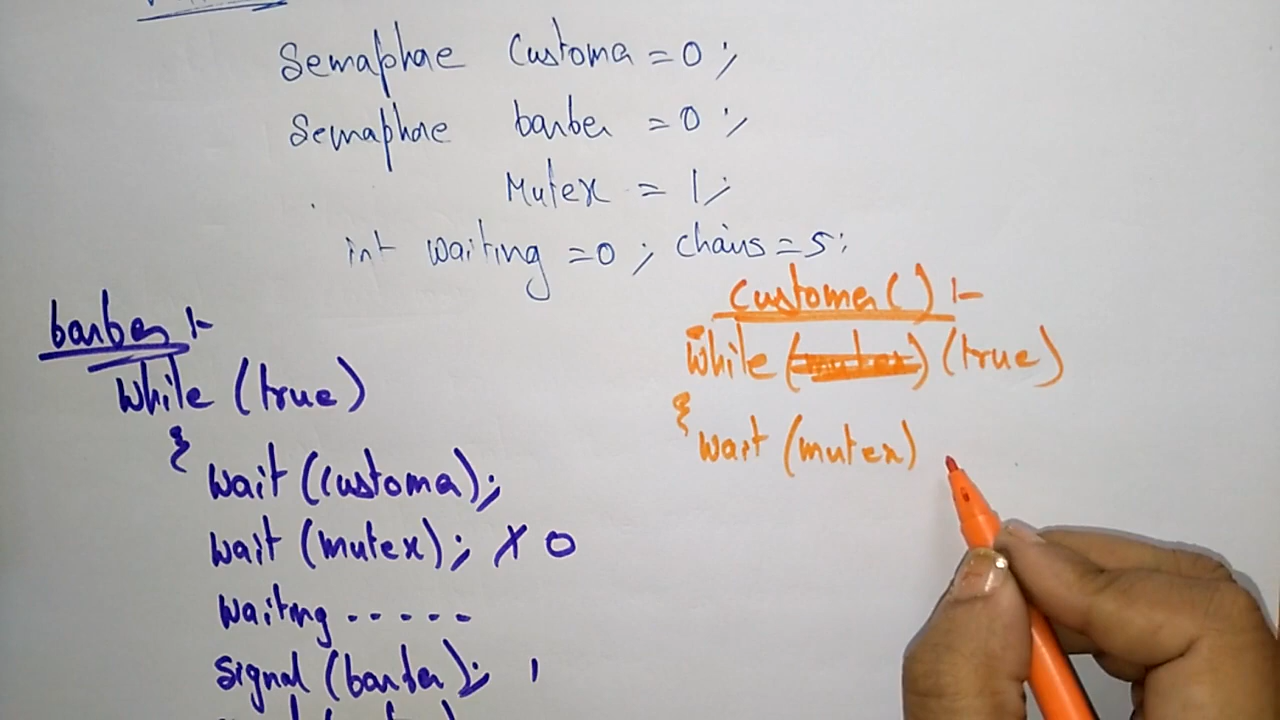 Semaphore Customer = 0 ;
Semaphore barber = 0 ;
Mutex = 1 ;
int waiting = 0 ; chairs = 5 ;
barber :-
while (true)
{
wait (customer);
wait (mutex); 1 0
waiting - - - - -
signal (barber); 1
customer( ) :-
while (mutex) (true)
{
wait (mutex)